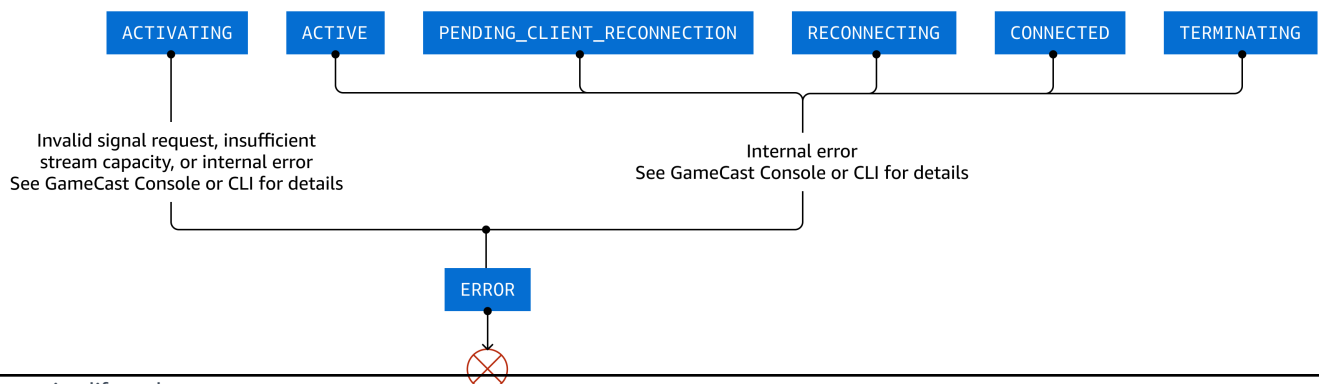 ACTIVATING
ACTIVE
PENDING_CLIENT_RECONNECTION
RECONNECTING
CONNECTED
TERMINATING
Invalid signal request, insufficient
stream capacity, or internal error
See GameCast Console or CLI for details
Internal error
See GameCast Console or CLI for details
ERROR